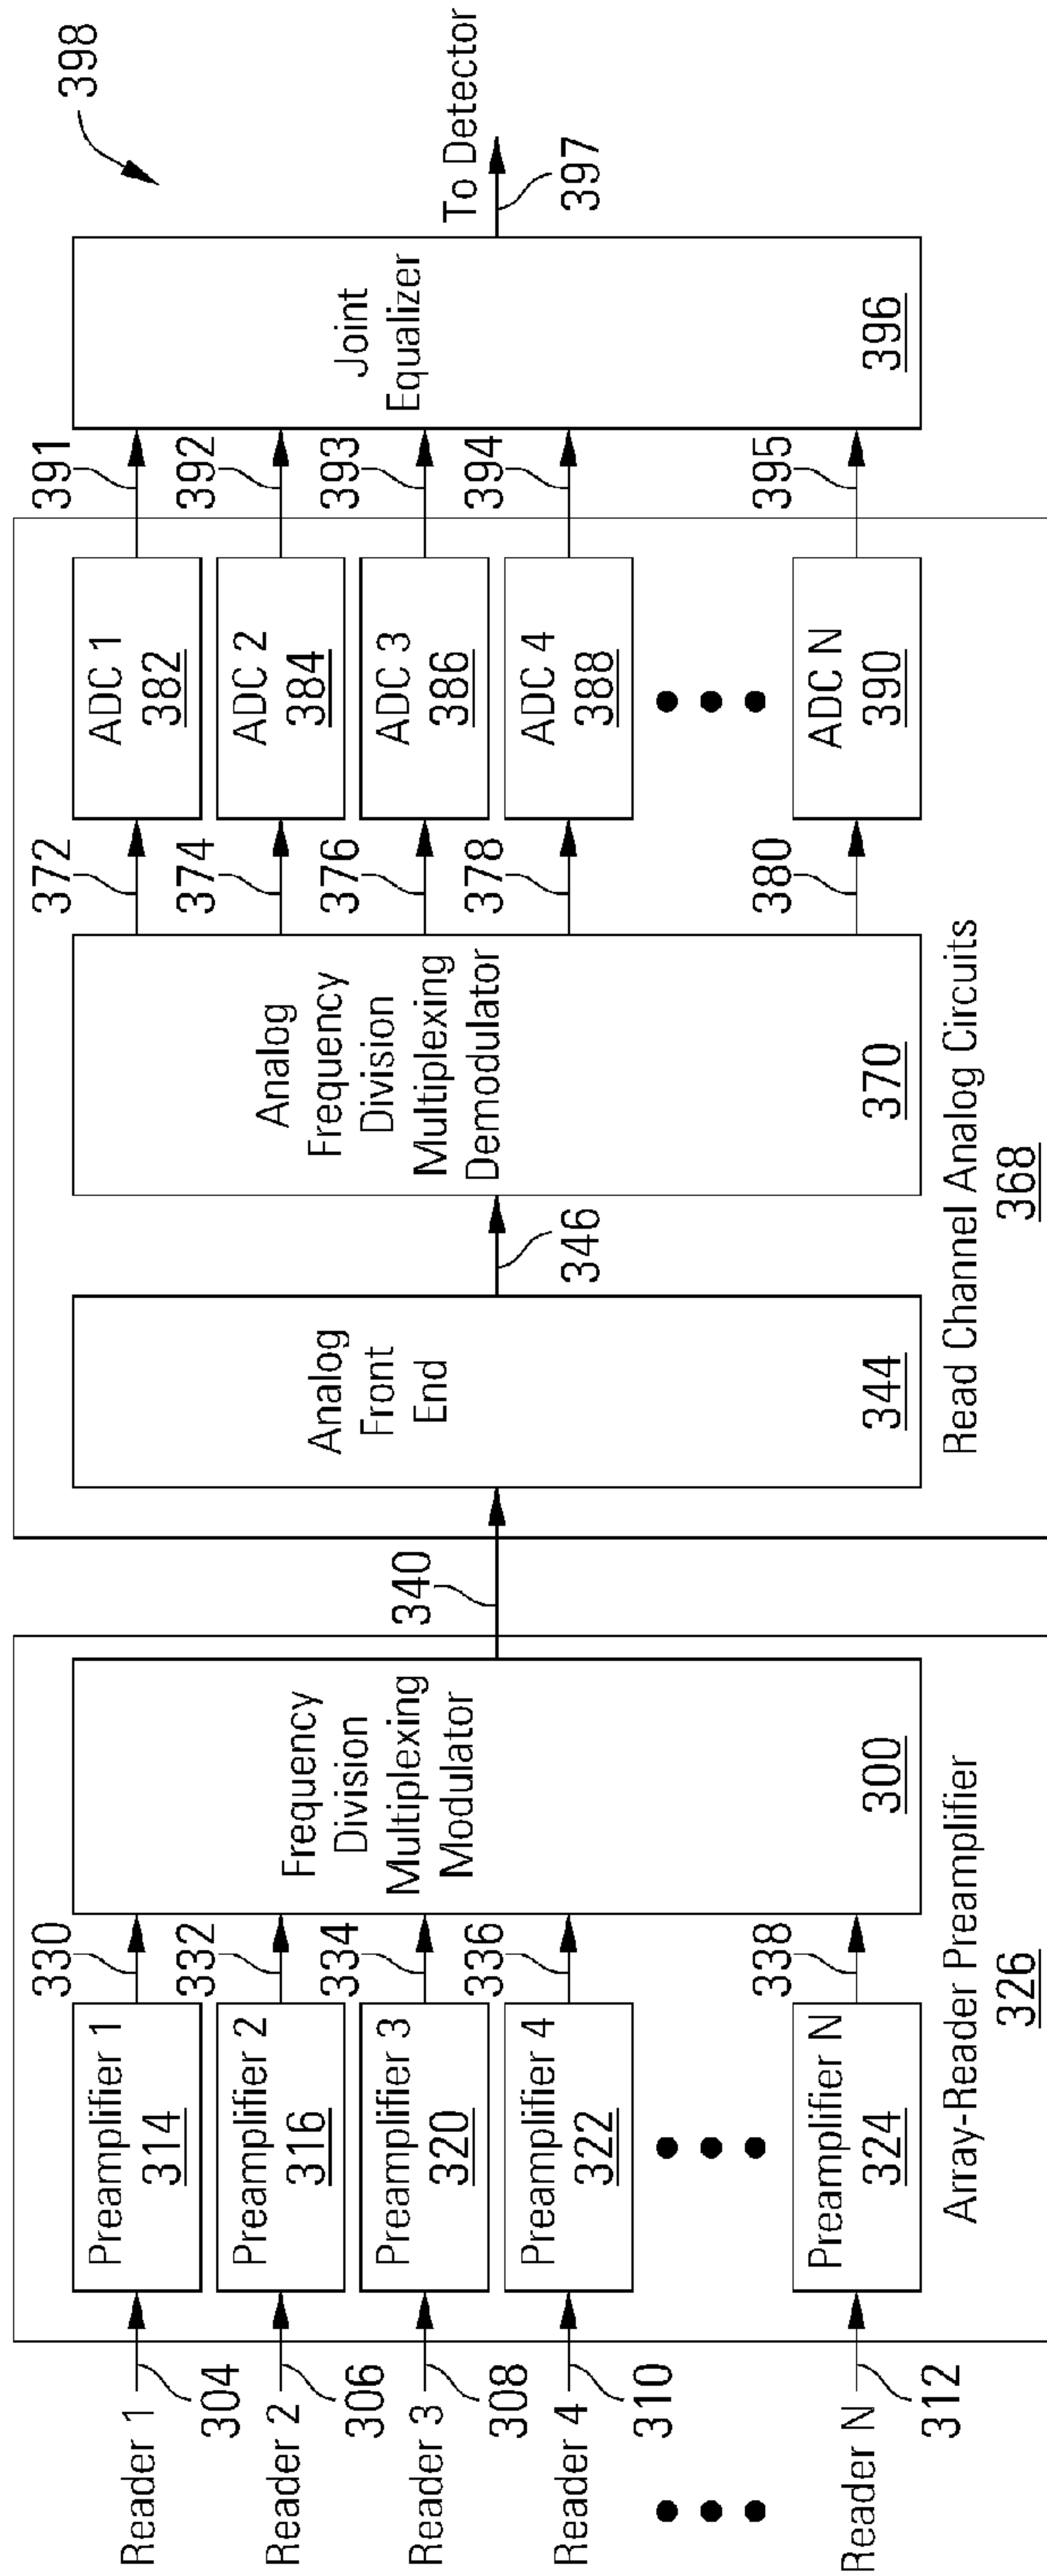 398
Reader 1
304
Reader 2
306
Reader 3
308
Reader 4
310
Reader N
312
Preamplifier 1
314
Preamplifier 2
316
Preamplifier 3
320
Preamplifier 4
322
Preamplifier N
324
330
332
334
336
338
Frequency
Division
Multiplexing
Modulator
300
Array-Reader Preamplifier
326
340
Analog
Front
End
344
346
Analog
Frequency
Division
Multiplexing
Demodulator
370
372
374
376
378
380
ADC 1
382
ADC 2
384
ADC 3
386
ADC 4
388
ADC N
390
Read Channel Analog Circuits
368
391
392
393
394
395
Joint
Equalizer
396
To Detector
397